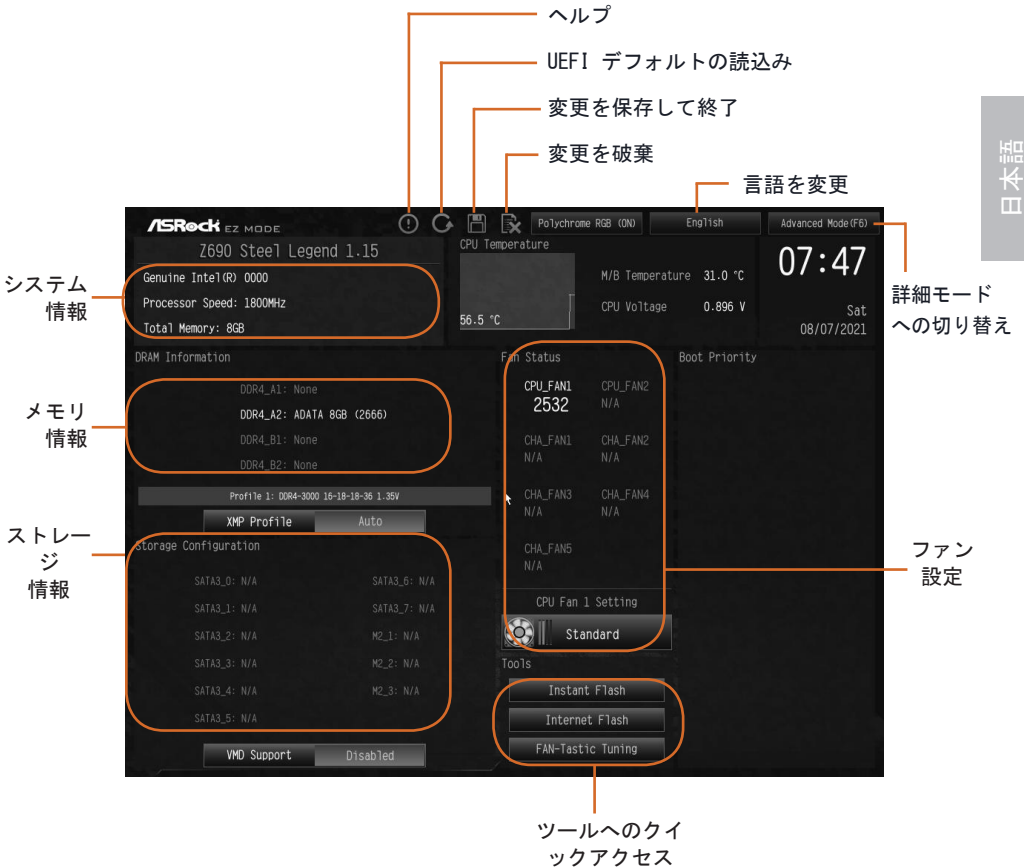 ヘルプ
UEFI デフォルトの読込み
変更を保存して終了
変更を破棄
言語を変更
日本語
ASRock EZ MODE
Polychrome RGB (ON)
English
Advanced Mode(F6)
Z690 Steel Legend 1.15
Genuine Intel(R) 0000
Processor Speed: 1800MHz
Total Memory: 8GB
CPU Temperature
56.5 °C
M/B Temperature 31.0 °C
CPU Voltage 0.896 V
07:47
Sat
08/07/2021
システム
情報
詳細モード
への切り替え
DRAM Information
DDR4_A1: None
DDR4_A2: ADATA 8GB (2666)
DDR4_B1: None
DDR4_B2: None
メモリ
情報
Profile 1: DDR4-3000 16-18-18-36 1.35V
XMP Profile Auto
Storage Configuration
SATA3_0: N/A SATA3_6: N/A
SATA3_1: N/A SATA3_7: N/A
SATA3_2: N/A M2_1: N/A
SATA3_3: N/A M2_2: N/A
SATA3_4: N/A M2_3: N/A
SATA3_5: N/A
ストレー
ジ
情報
VMD Support Disabled
Fan Status
CPU_FAN1 CPU_FAN2
2532 N/A
CHA_FAN1 CHA_FAN2
N/A N/A
CHA_FAN3 CHA_FAN4
N/A N/A
CHA_FAN5
N/A
CPU Fan 1 Setting
Standard
ファン
設定
Boot Priority
Tools
Instant Flash
Internet Flash
FAN-Tastic Tuning
ツールへのクイ
ックアクセス